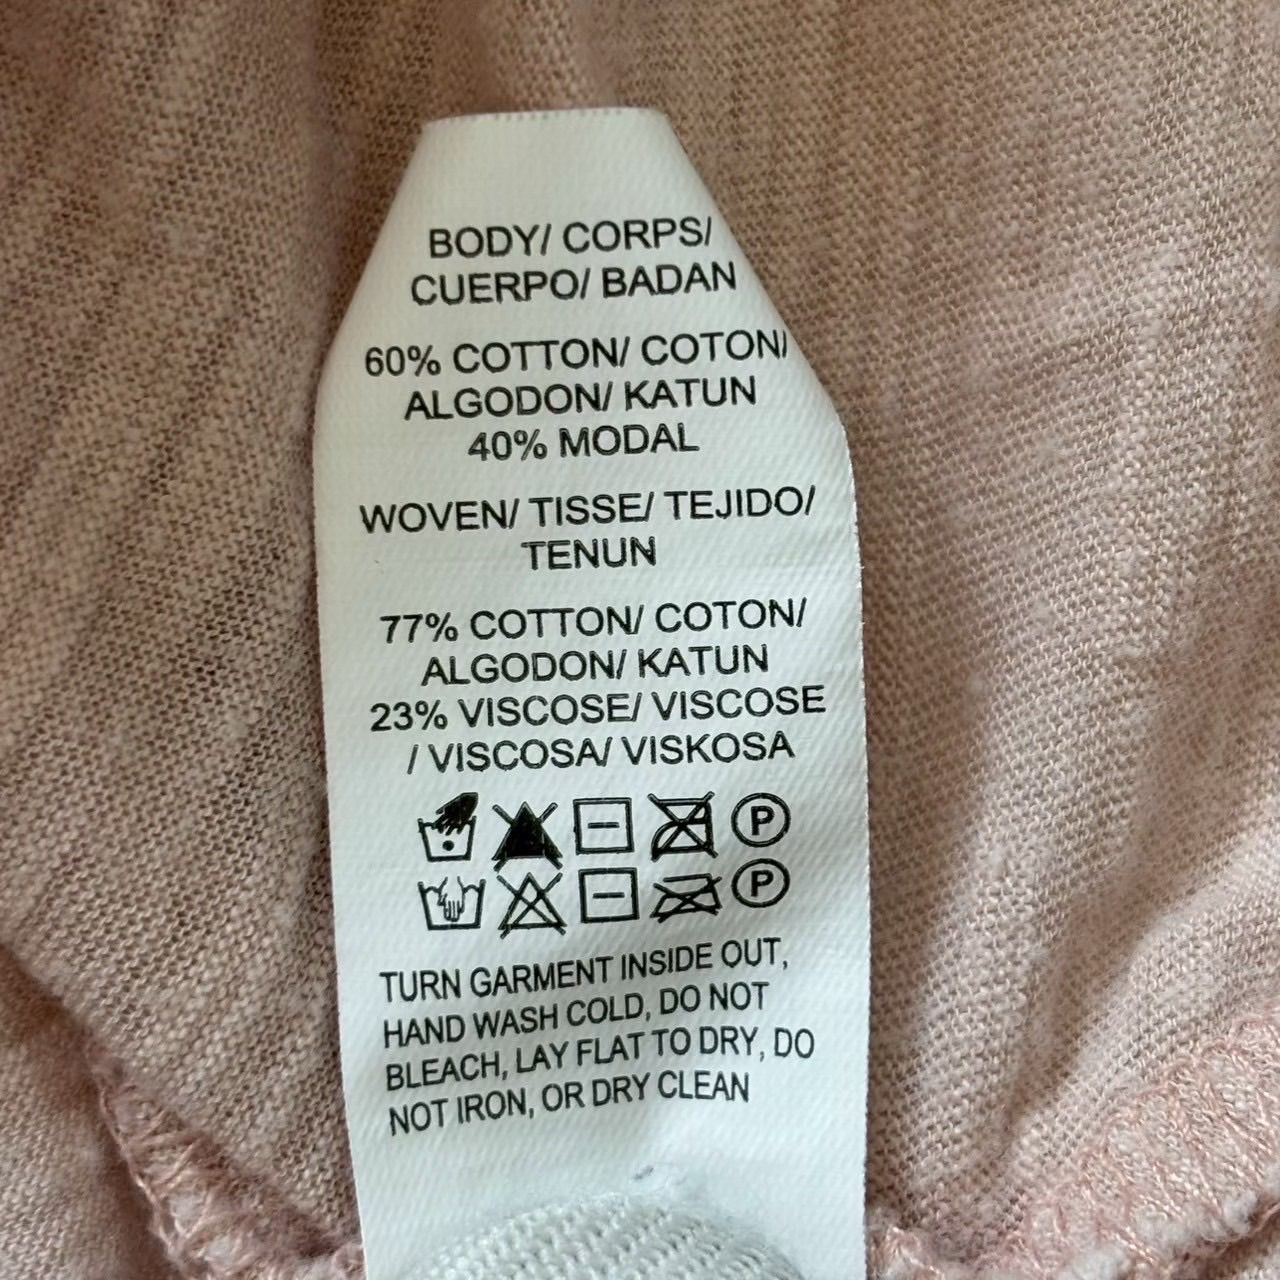 BODY/ CORPS/
CUERPO/ BADAN
60% COTTON/ COTON/
ALGODON/ KATUN
40% MODAL
WOVEN/ TISSE/ TEJIDO/
TENUN
77% COTTON/ COTON/
ALGODON/ KATUN
23% VISCOSE/ VISCOSE
/ VISCOSA/ VISKOSA
P
P
TURN GARMENT INSIDE OUT,
HAND WASH COLD, DO NOT
BLEACH, LAY FLAT TO DRY, DO
NOT IRON, OR DRY CLEAN